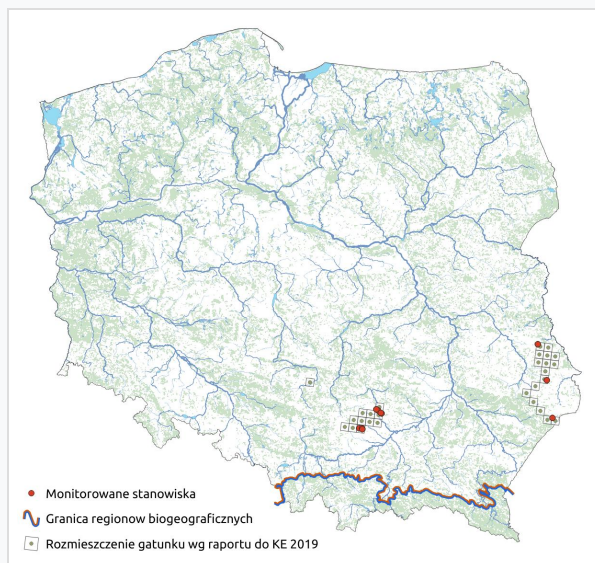 Monitorowane stanowiska
Granica regionow biogeograficznych
Rozmieszczenie gatunku wg raportu do KE 2019